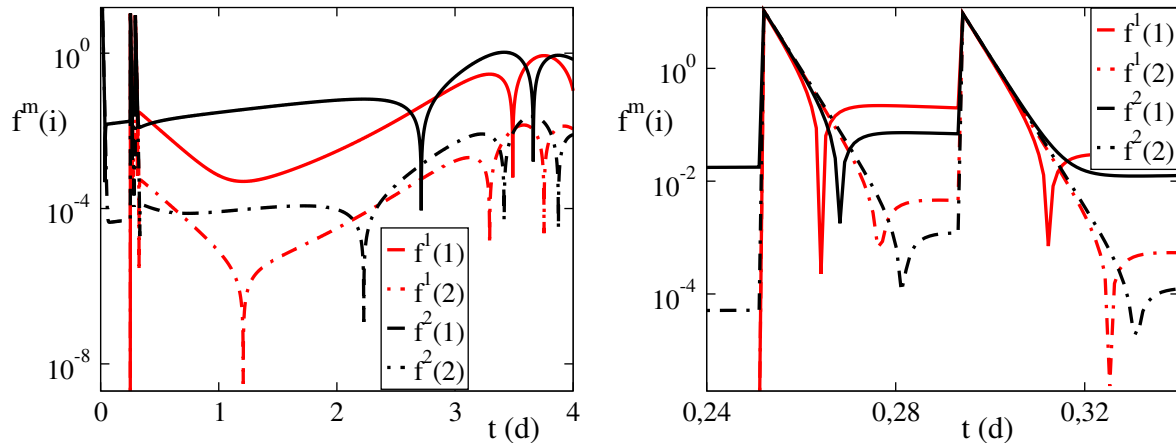 10^0
10^-4
10^-8
f^m(i)
0
1
2
3
4
t (d)
f^1(1)
f^1(2)
f^2(1)
f^2(2)
10^0
10^-2
10^-4
f^m(i)
0,24
0,28
0,32
t (d)
f^1(1)
f^1(2)
f^2(1)
f^2(2)